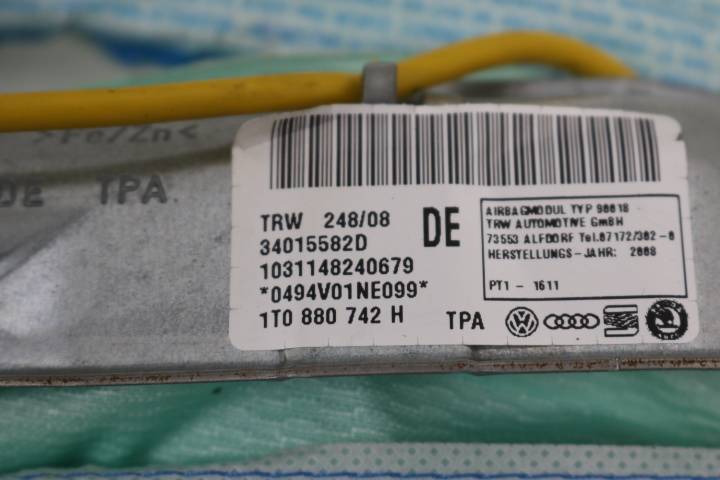 >Fe/Zn<
DE TPA.
TRW 248/08
34015582D
DE
1031148240679
*0494V01NE099*
1T0 880 742 H
TPA
AIRBAGMODUL TYP 90618
TRW AUTOMOTIVE GmBH
73553 ALFDORF Tel.07172/302-0
HERSTELLUNGS-JAHR: 2008
PT1 - 1611